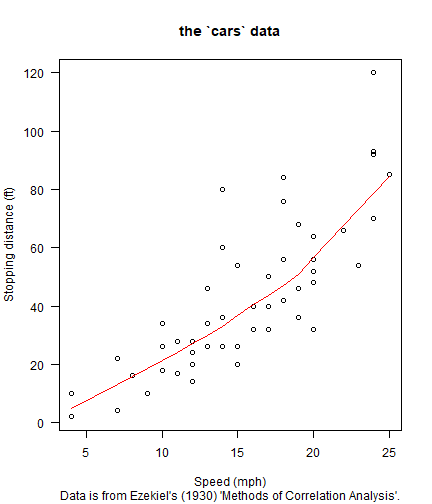 the `cars` data
120
100
80
60
40
20
0
Stopping distance (ft)
5 10 15 20 25
Speed (mph)
Data is from Ezekiel's (1930) 'Methods of Correlation Analysis'.